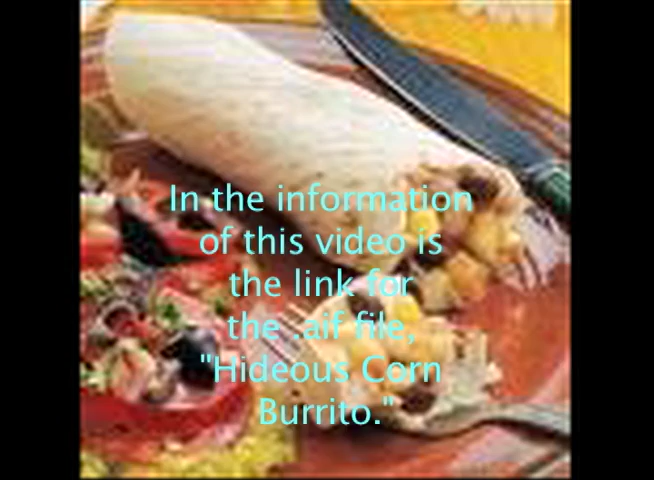 In the information
of this video is
the link for
the .aif file,
"Hideous Corn
Burrito."